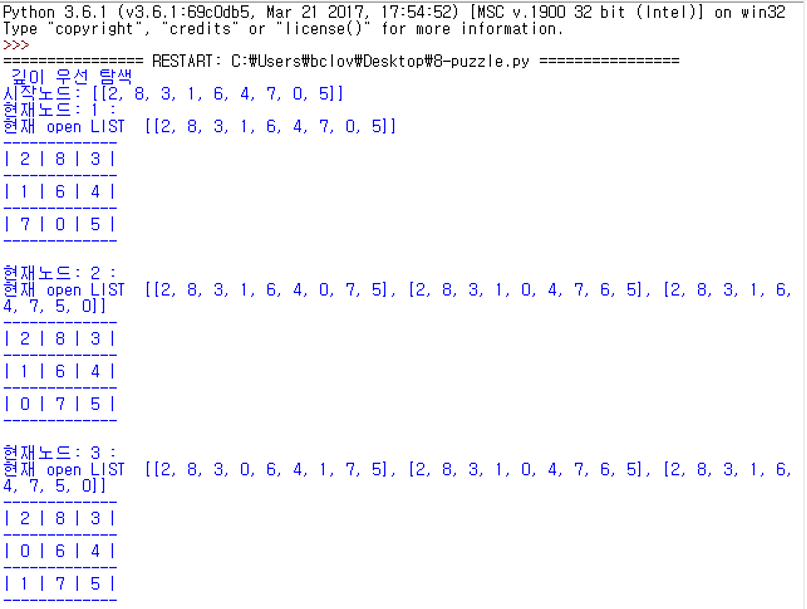 Python 3.6.1 (v3.6.1:69c0db5, Mar 21 2017, 17:54:52) [MSC v.1900 32 bit (Intel)] on win32
Type "copyright", "credits" or "license()" for more information.
>>>
================ RESTART: C:₩Users₩bclov₩Desktop₩8-puzzle.py ================
깊이 우선 탐색
시작노드: [[2, 8, 3, 1, 6, 4, 7, 0, 5]]
현재노드: 1 :
현재 open LIST  [[2, 8, 3, 1, 6, 4, 7, 0, 5]]
-------------
| 2 | 8 | 3 |
-------------
| 1 | 6 | 4 |
-------------
| 7 | 0 | 5 |
-------------
현재노드: 2 :
현재 open LIST  [[2, 8, 3, 1, 6, 4, 0, 7, 5], [2, 8, 3, 1, 0, 4, 7, 6, 5], [2, 8, 3, 1, 6,
4, 7, 5, 0]]
-------------
| 2 | 8 | 3 |
-------------
| 1 | 6 | 4 |
-------------
| 0 | 7 | 5 |
-------------
현재노드: 3 :
현재 open LIST  [[2, 8, 3, 0, 6, 4, 1, 7, 5], [2, 8, 3, 1, 0, 4, 7, 6, 5], [2, 8, 3, 1, 6,
4, 7, 5, 0]]
-------------
| 2 | 8 | 3 |
-------------
| 0 | 6 | 4 |
-------------
| 1 | 7 | 5 |
-------------